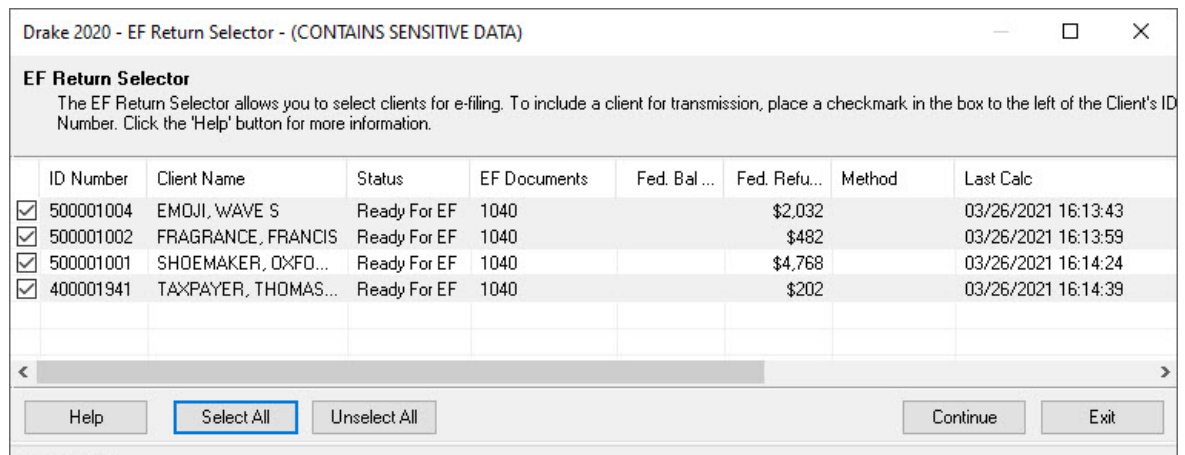 Drake 2020 - EF Return Selector - (CONTAINS SENSITIVE DATA)
EF Return Selector
The EF Return Selector allows you to select clients for e-filing. To include a client for transmission, place a checkmark in the box to the left of the Client's ID
Number. Click the 'Help' button for more information.
ID Number Client Name Status EF Documents Fed. Bal ... Fed. Refu... Method Last Calc
500001004 EMOJI, WAVE S Ready For EF 1040 $2,032 03/26/2021 16:13:43
500001002 FRAGRANCE, FRANCIS Ready For EF 1040 $482 03/26/2021 16:13:59
500001001 SHOEMAKER, OXFO... Ready For EF 1040 $4,768 03/26/2021 16:14:24
400001941 TAXPAYER, THOMAS... Ready For EF 1040 $202 03/26/2021 16:14:39
Help Select All Unselect All Continue Exit